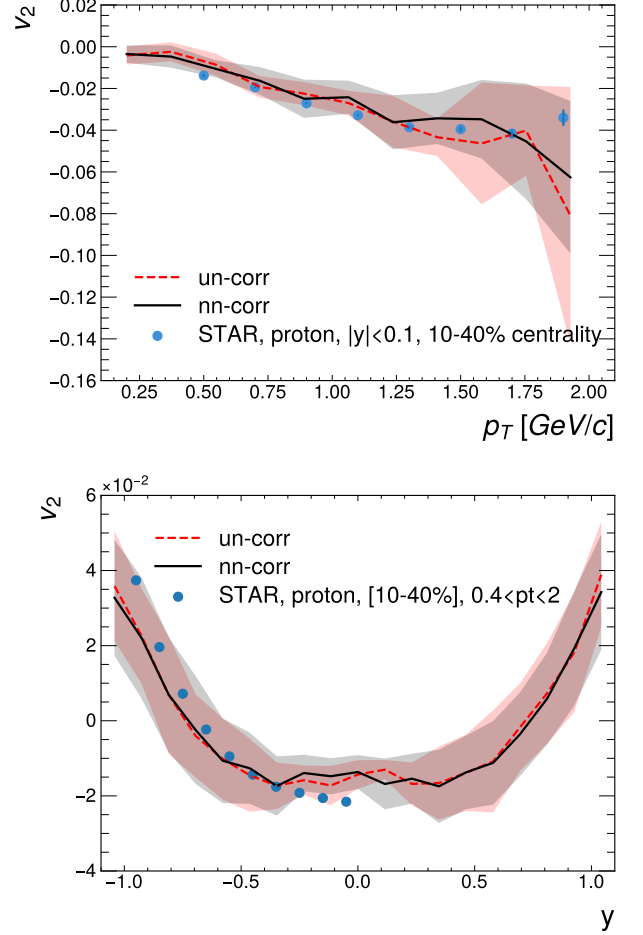 v2
0.02
0.00
−0.02
−0.04
−0.06
−0.08
−0.10
−0.12
−0.14
−0.16
un-corr
nn-corr
STAR, proton, |y|<0.1, 10-40% centrality
0.25 0.50 0.75 1.00 1.25 1.50 1.75 2.00
pT [GeV/c]
×10−2
v2
6
4
2
0
−2
−4
un-corr
nn-corr
STAR, proton, [10-40%], 0.4<pt<2
−1.0 −0.5 0.0 0.5 1.0
y